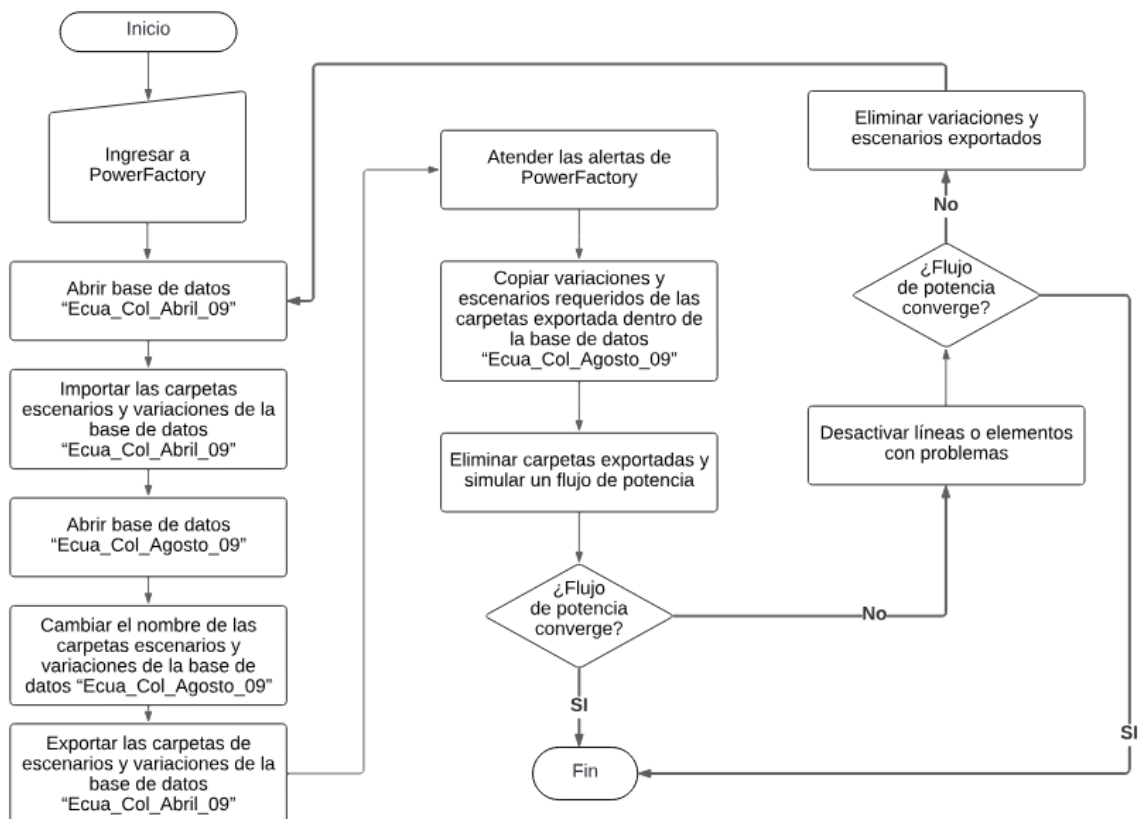 Inicio
Ingresar a
PowerFactory
Abrir base de datos
“Ecua_Col_Abril_09”
Importar las carpetas
escenarios y variaciones de la
base de datos
“Ecua_Col_Abril_09”
Abrir base de datos
“Ecua_Col_Agosto_09”
Cambiar el nombre de las
carpetas escenarios y
variaciones de la base de
datos “Ecua_Col_Agosto_09”
Exportar las carpetas de
escenarios y variaciones de la
base de datos
“Ecua_Col_Abril_09”
Atender las alertas de
PowerFactory
Copiar variaciones y
escenarios requeridos de las
carpetas exportada dentro de
la base de datos
“Ecua_Col_Agosto_09”
Eliminar carpetas exportadas y
simular un flujo de potencia
¿Flujo
de potencia
converge?
SI
Fin
No
Desactivar líneas o elementos
con problemas
¿Flujo
de potencia
converge?
No
Eliminar variaciones y
escenarios exportados
SI